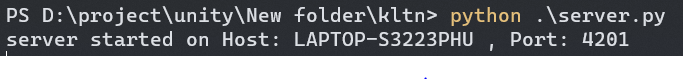 PS D:\project\unity\New folder\kltn> python .\server.py
server started on Host: LAPTOP-S3223PHU , Port: 4201